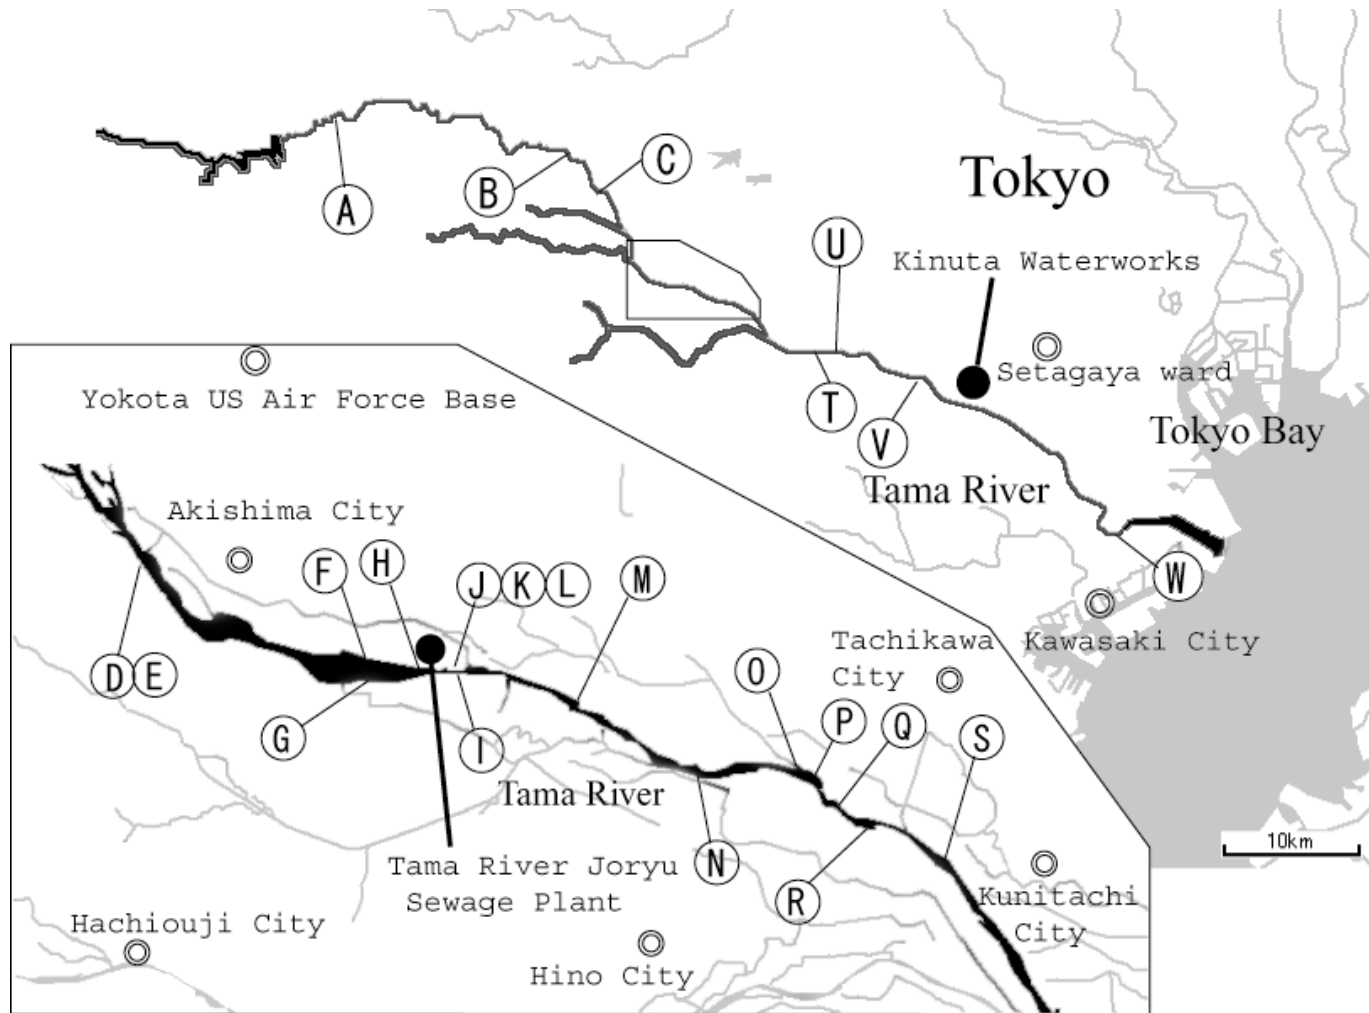 Tokyo
C
B
A
U
Kinuta Waterworks
Setagaya ward
T
V
Tokyo Bay
Tama River
W
Kawasaki City
10km
Yokota US Air Force Base
Akishima City
F
H
J K L
M
D E
G
I
Tachikawa
City
O
P
Q
S
Tama River
N
R
Tama River Joryu
Sewage Plant
Kunitachi
City
Hachiouji City
Hino City